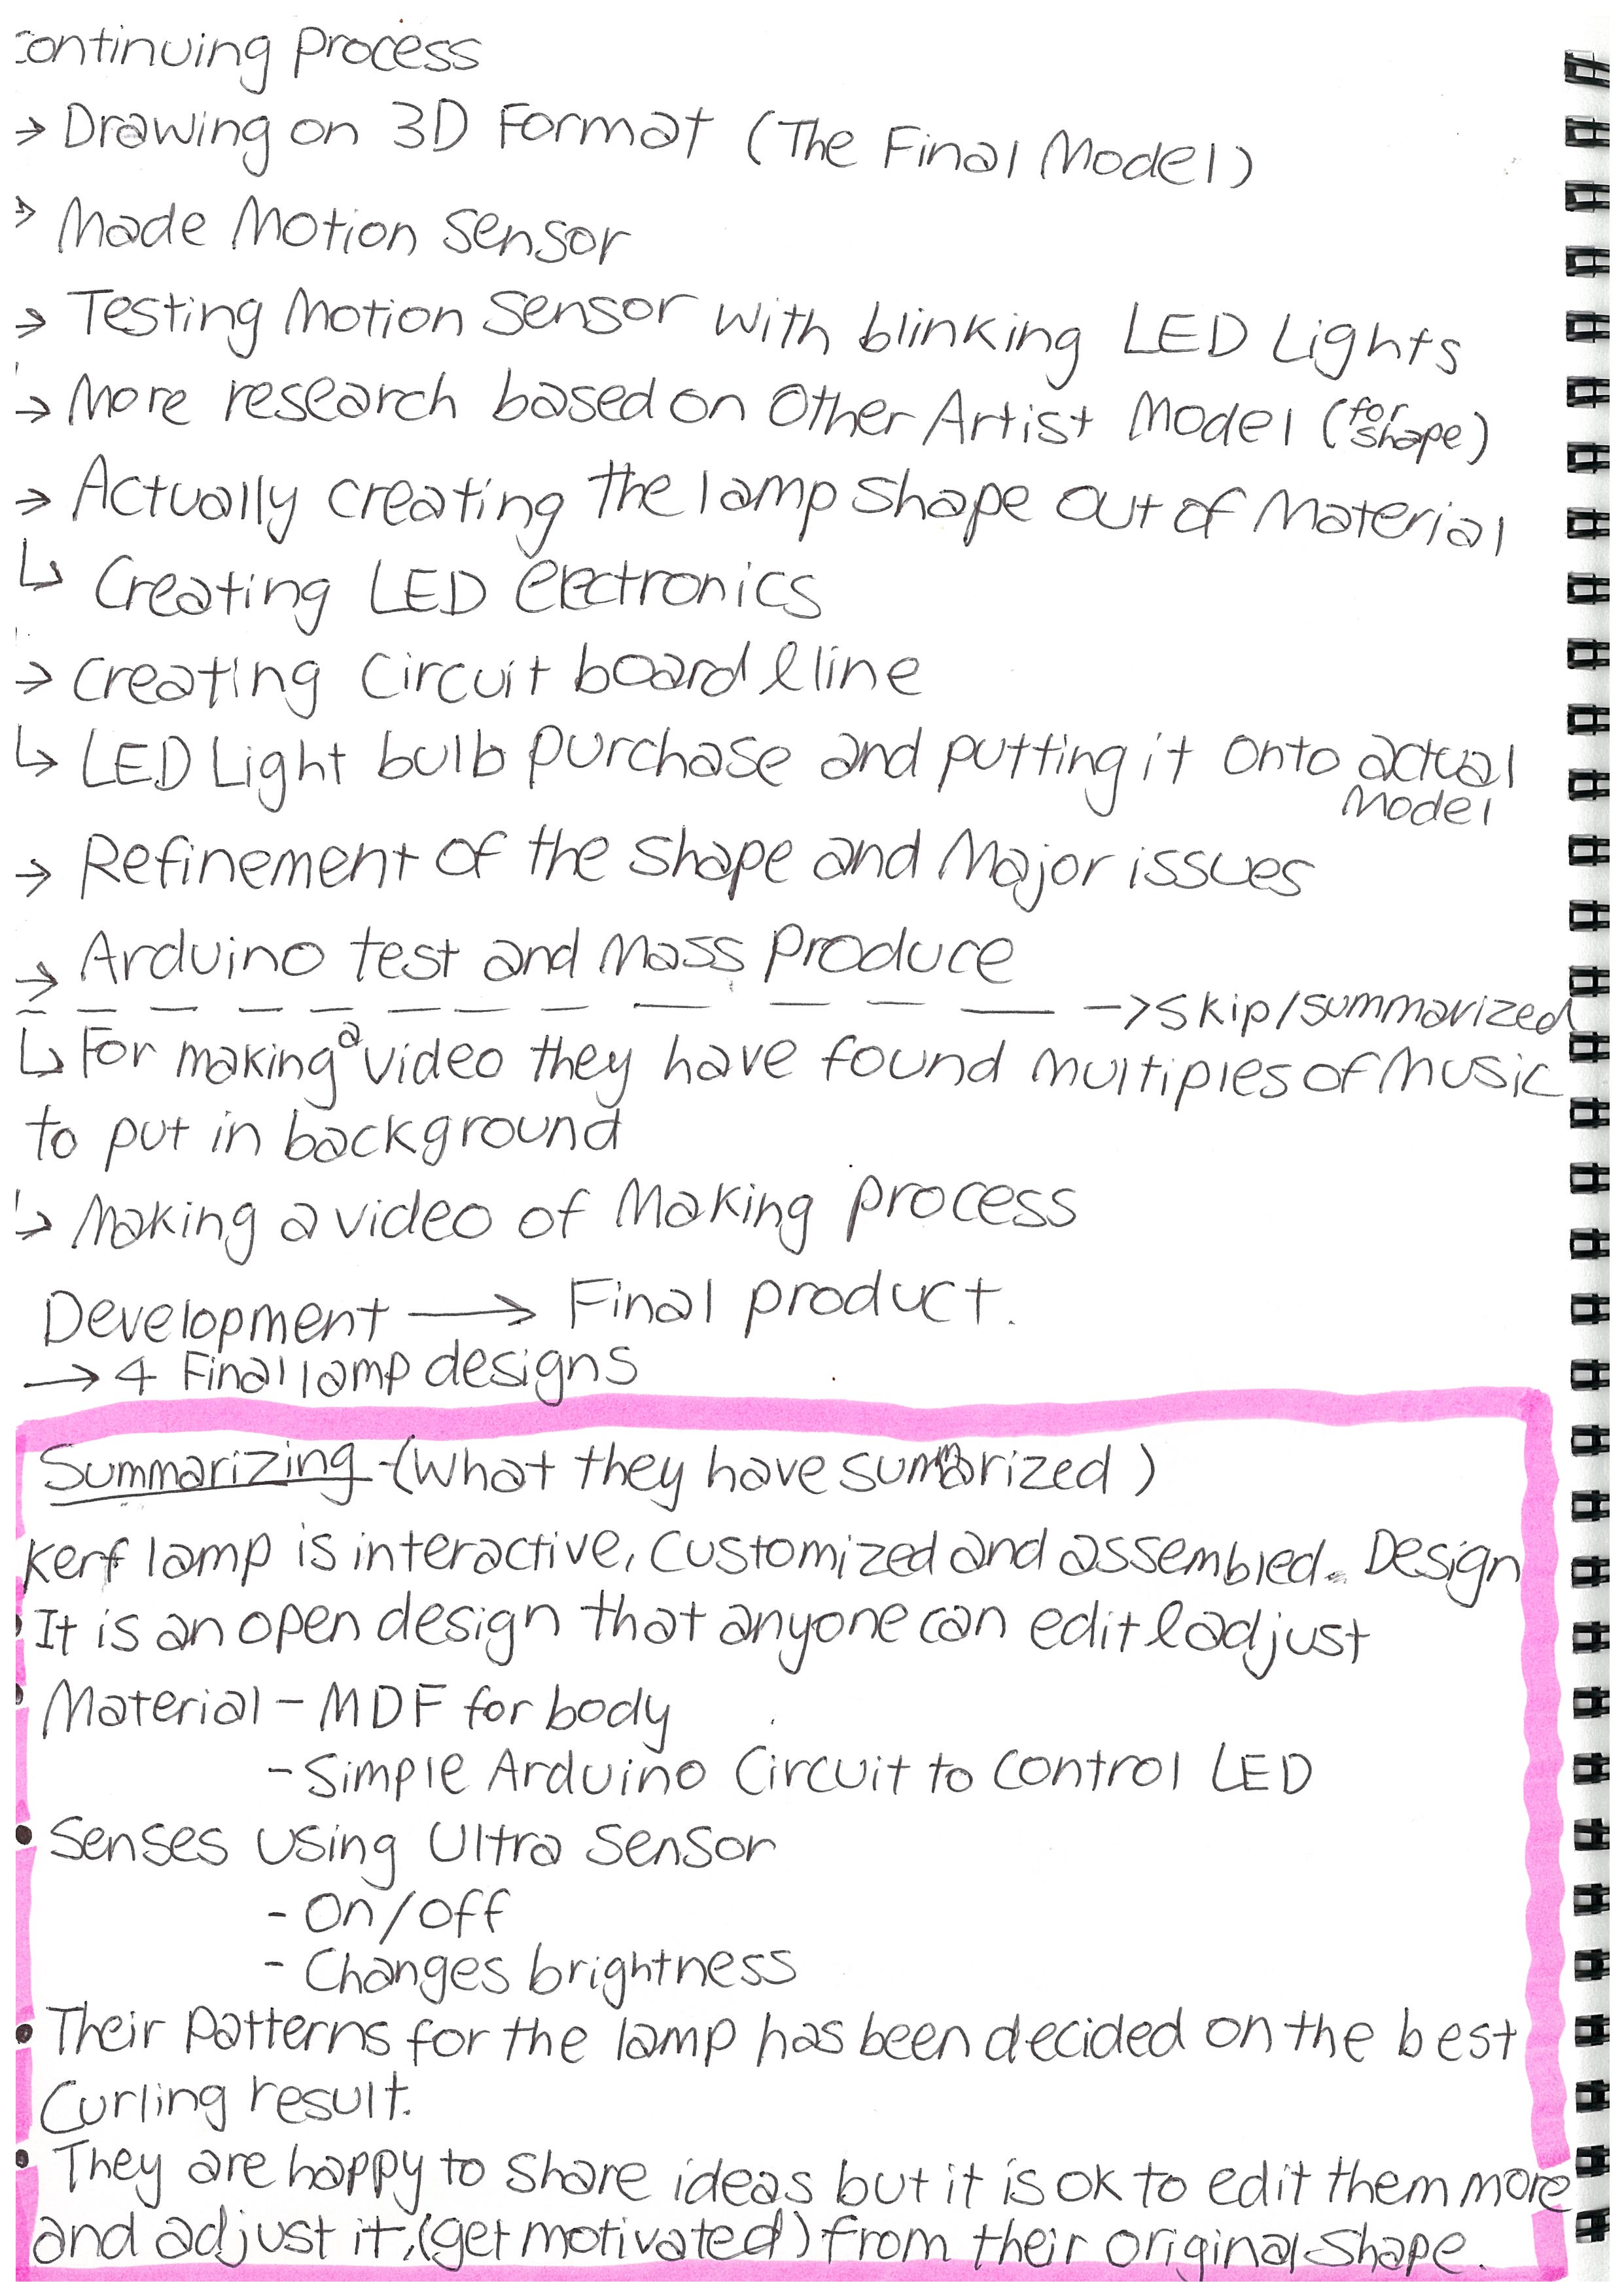 Continuing Process
→ Drawing on 3D Format (The Final Model)
→ Made Motion Sensor
→ Testing Motion Sensor with blinking LED Lights
→ More research based on Other Artist Model (for shape)
→ Actually creating the lamp shape out of Material
↳ Creating LED electronics
→ Creating Circuit board & line
↳ LED Light bulb purchase and putting it onto actual Model
→ Refinement of the shape and Major issues
→ Arduino test and Mass Produce
→ skip/summarized
↳ For making a video they have found multiples of Music
to put in background
↳ Making a video of Making process
Development → Final product.
→ 4 Final lamp designs
Summarizing - (What they have summarized)
Kerf lamp is interactive, Customized and assembled. Design
• It is an open design that anyone can edit & adjust
• Material - MDF for body
- Simple Arduino Circuit to control LED
• Senses using Ultra Sensor
- On/off
- Changes brightness
• Their Patterns for the lamp has been decided on the best
Curling result.
• They are happy to share ideas but it is ok to edit them more
and adjust it, (get motivated) from their original shape.